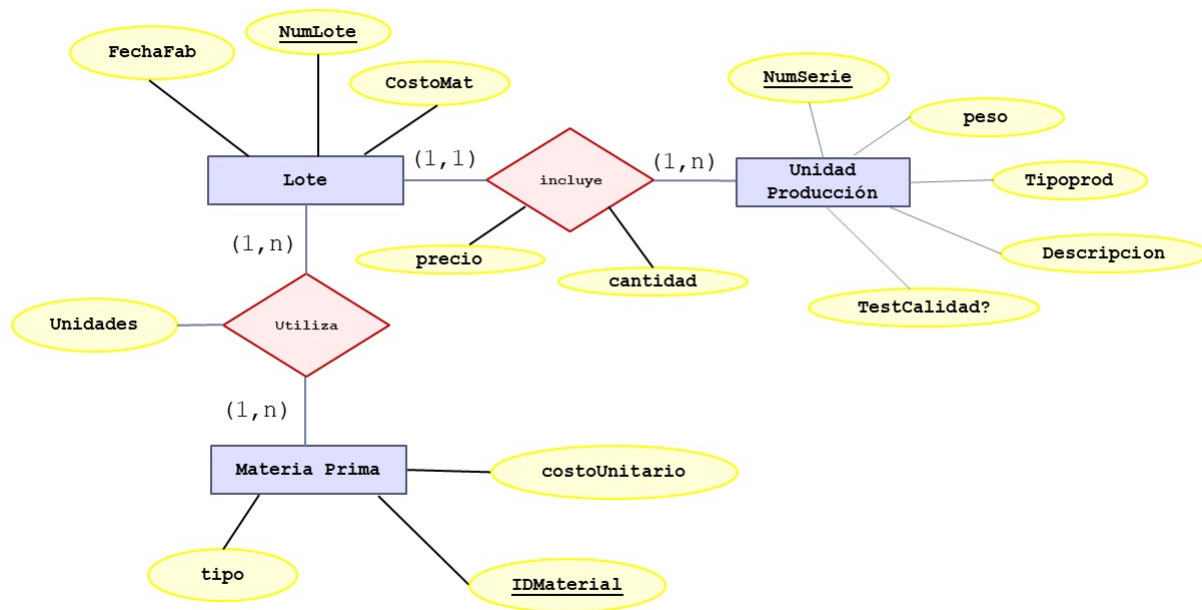 NumLote
FechaFab
CostoMat
NumSerie
peso
(1,1)
(1,n)
Lote
incluye
Unidad
Producción
Tipoprod
(1,n)
precio
cantidad
Descripcion
TestCalidad?
Unidades
Utiliza
(1,n)
Materia Prima
costoUnitario
tipo
IDMaterial